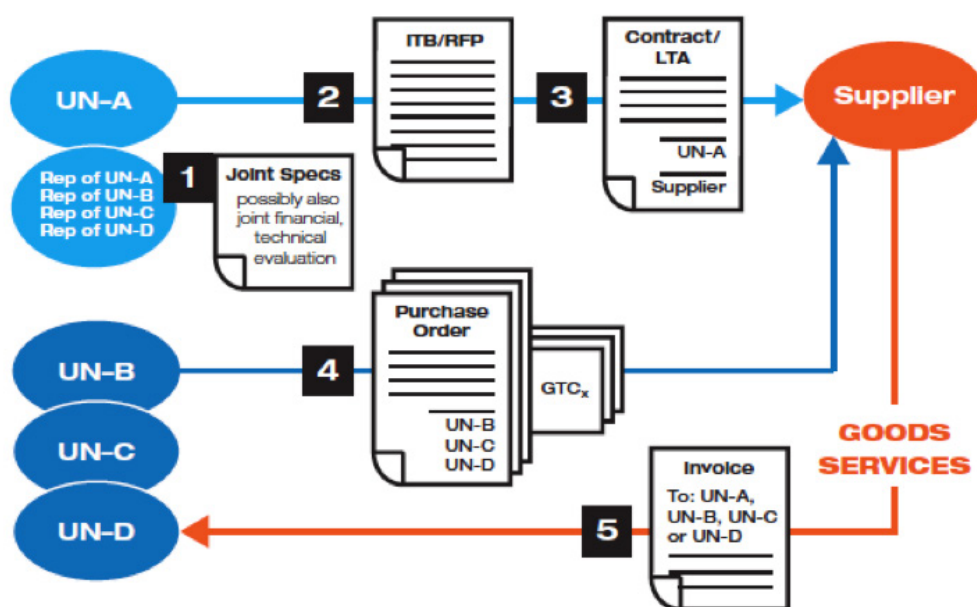 UN-A
2
ITB/RFP
3
Contract/
LTA
UN-A
Supplier
Supplier
Rep of UN-A
Rep of UN-B
Rep of UN-C
Rep of UN-D
1
Joint Specs
possibly also
joint financial,
technical
evaluation
UN-B
UN-C
UN-D
4
Purchase
Order
UN-B
UN-C
UN-D
GTCₓ
GOODS
SERVICES
5
Invoice
To: UN-A,
UN-B, UN-C
or UN-D